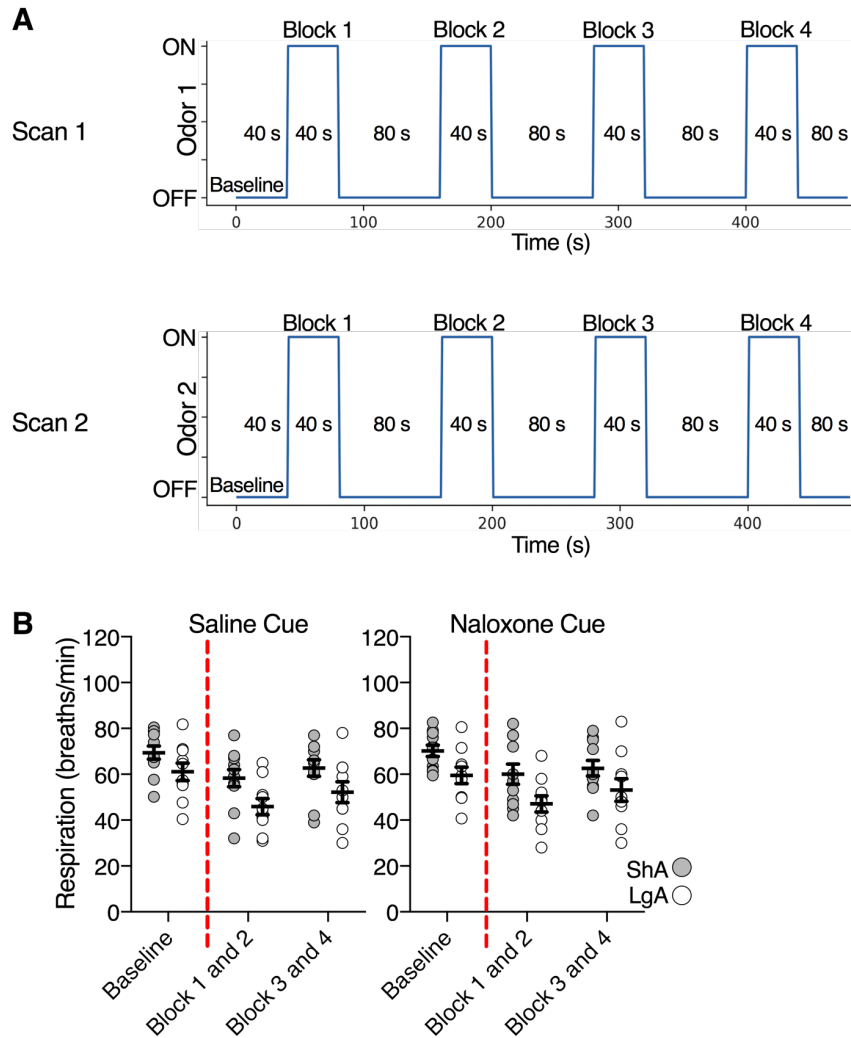 A
Block 1 Block 2 Block 3 Block 4
ON
Scan 1
Odor 1
40 s 40 s 80 s 40 s 80 s 40 s 80 s 40 s 80 s
Baseline
OFF
0 100 200 300 400
Time (s)
Block 1 Block 2 Block 3 Block 4
ON
Scan 2
Odor 2
40 s 40 s 80 s 40 s 80 s 40 s 80 s 40 s 80 s
Baseline
OFF
0 100 200 300 400
Time (s)
B
Saline Cue
Respiration (breaths/min)
120
100
80
60
40
20
0
Baseline
Block 1 and 2
Block 3 and 4
Naloxone Cue
120
100
80
60
40
20
0
Baseline
Block 1 and 2
Block 3 and 4
ShA
LgA